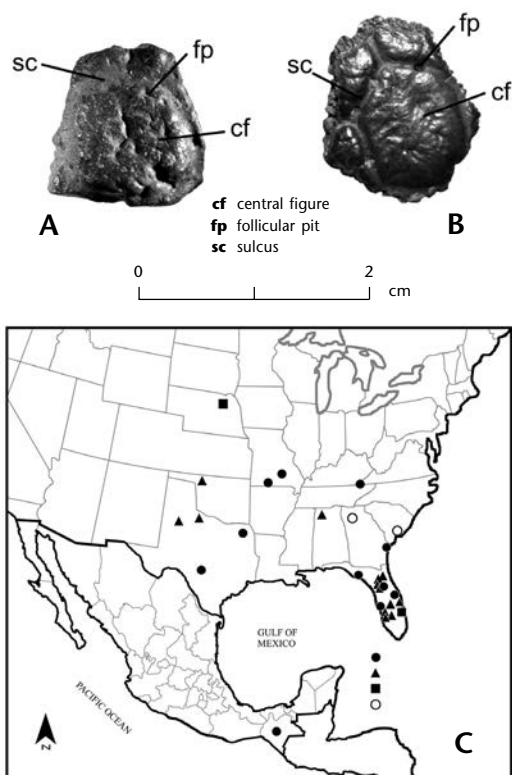 sc
fp
cf
A
fp
sc
cf
B
cf central figure
fp follicular pit
sc sulcus
0
2
cm
GULF OF
MEXICO
PACIFIC OCEAN
N
C